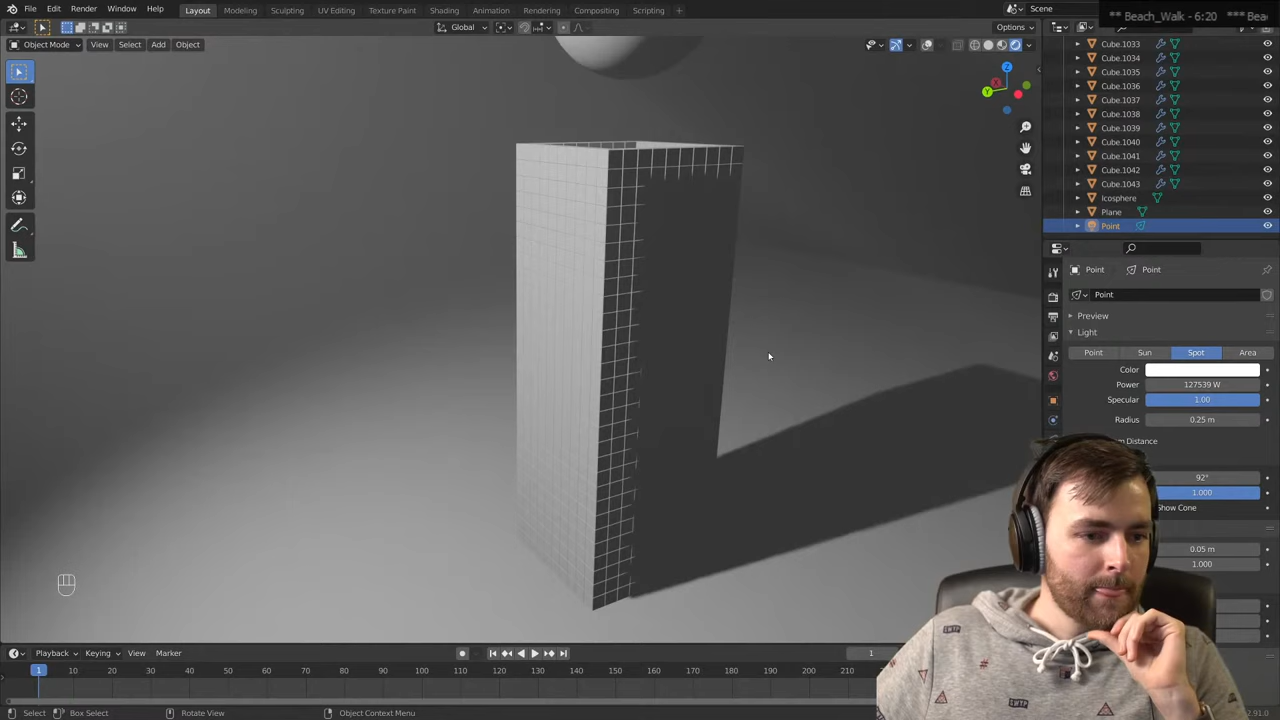 File Edit Render Window Help Layout Modeling Sculpting UV Editing Texture Paint Shading Animation Rendering Compositing Scripting + Scene ** Beach_Walk - 6:20 *** Bea
Global Options
Object Mode View Select Add Object
Z
X
Y
Cube.1033
Cube.1034
Cube.1035
Cube.1036
Cube.1037
Cube.1038
Cube.1039
Cube.1040
Cube.1041
Cube.1042
Cube.1043
Icosphere
Plane
Point
Point Point
Point
Preview
Light
Point Sun Spot Area
Color
Power 127539 W
Specular 1.00
Radius 0.25 m
m Distance
92°
1.000
Show Cone
0.05 m
1.000
Playback Keying View Marker 1
1 10 20 30 40 50 60 70 80 90 100 110 120 130 140 150 160 170 180 190 200 210
Select Box Select Rotate View Object Context Menu 2.91.0